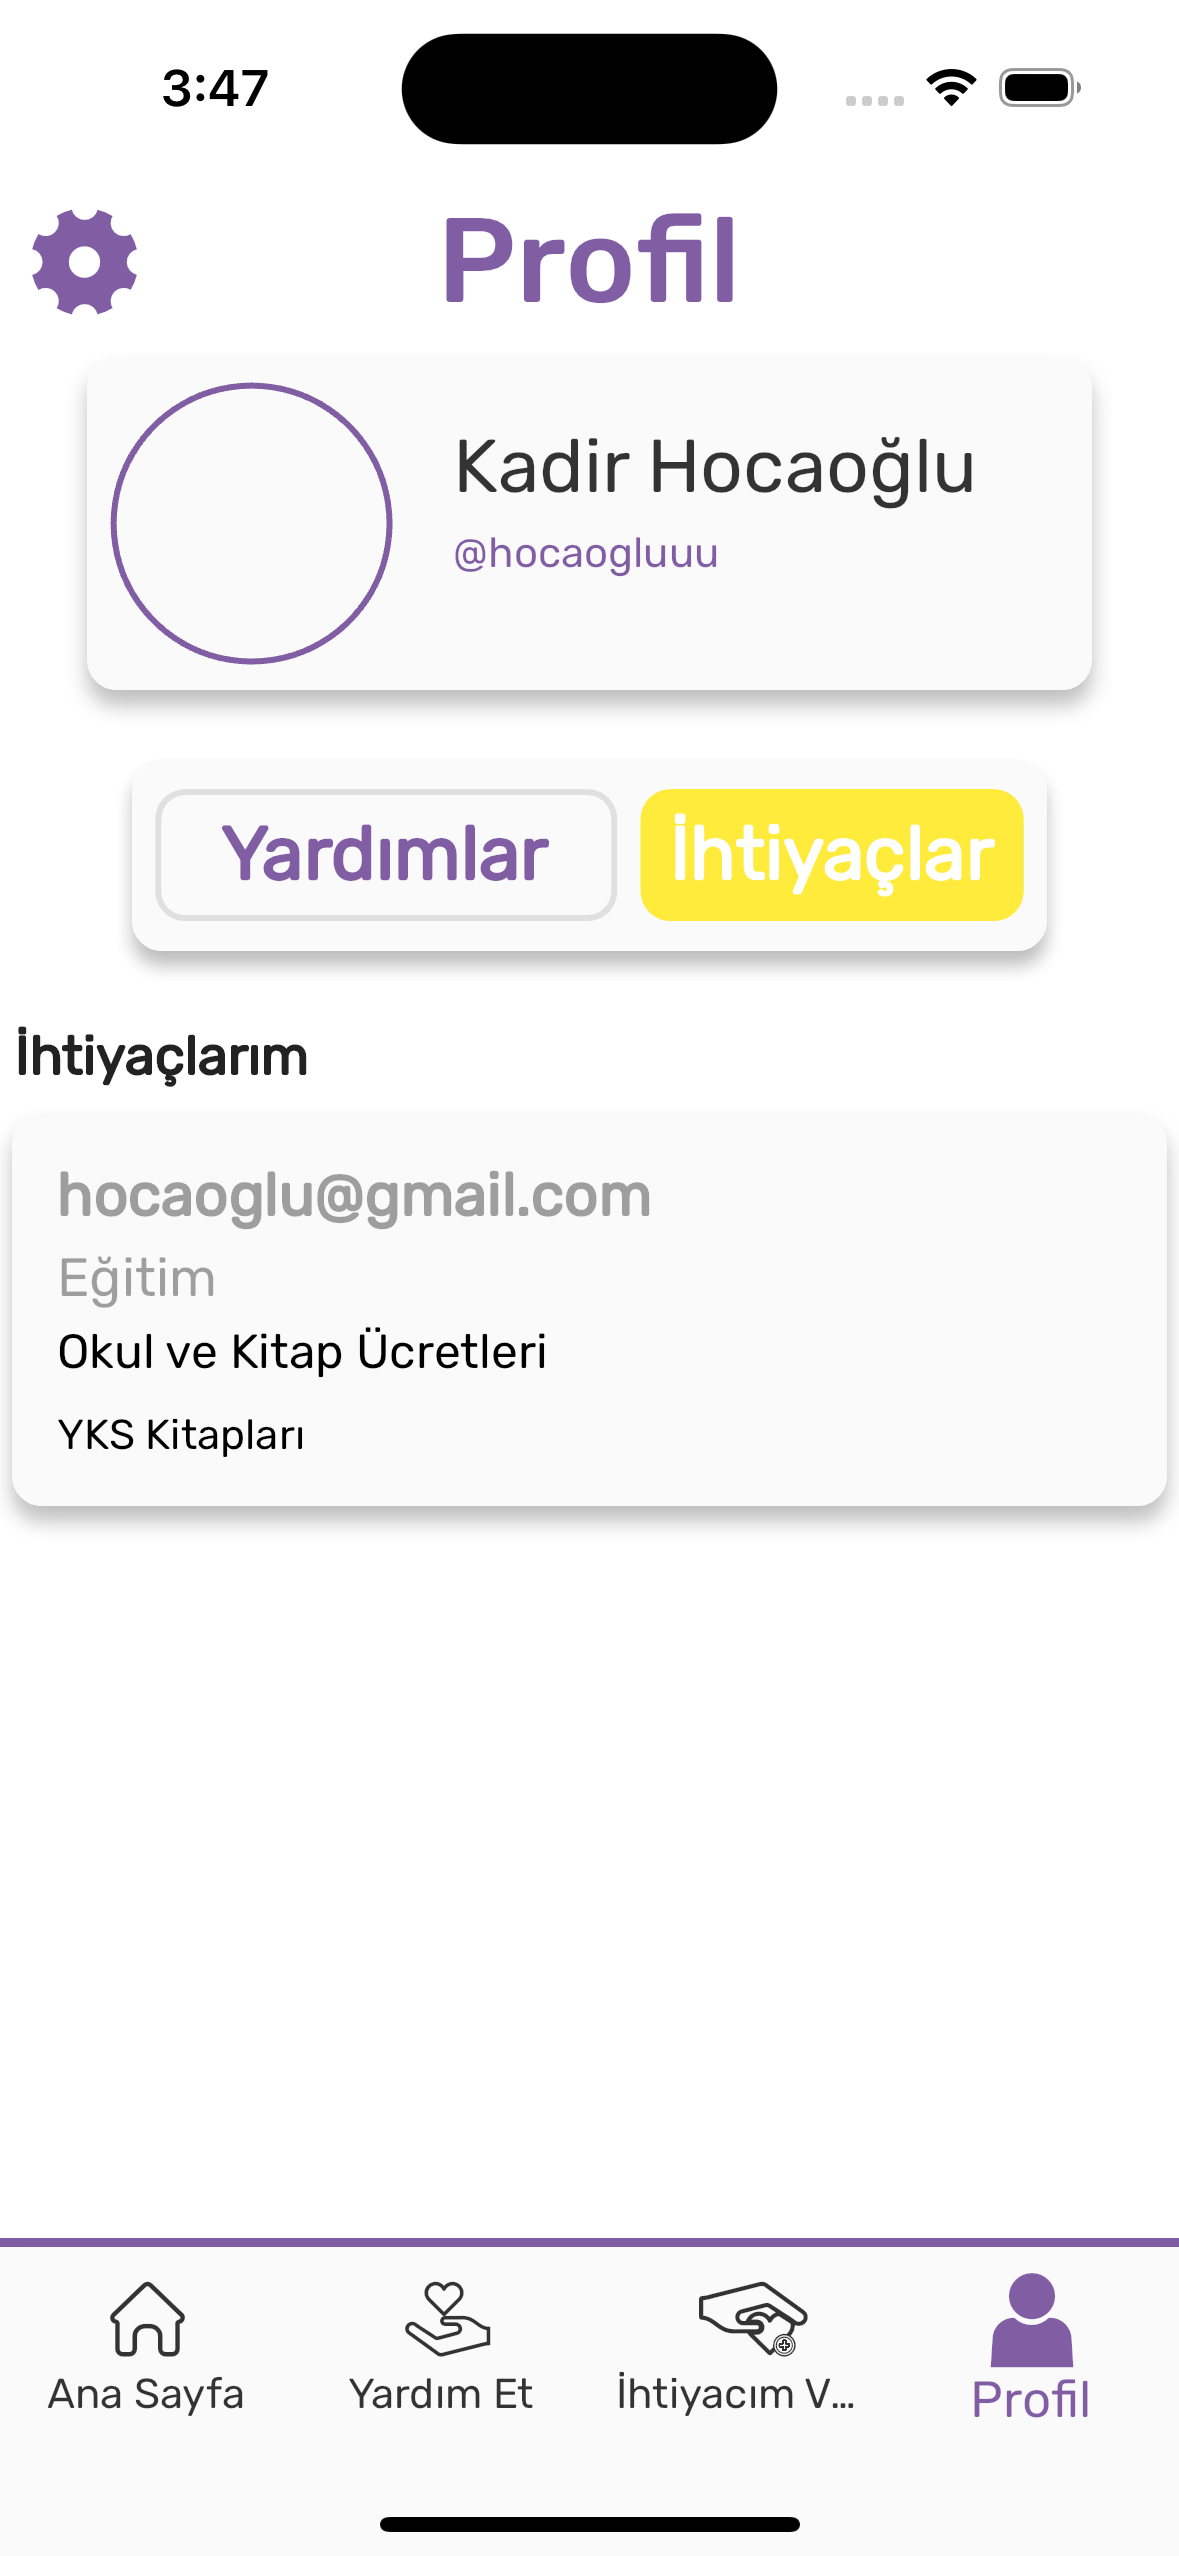 3:47
Profil
Kadir Hocaoğlu
@hocaogluuu
Yardımlar İhtiyaçlar
İhtiyaçlarım
hocaoglu@gmail.com
Eğitim
Okul ve Kitap Ücretleri
YKS Kitapları
Ana Sayfa Yardım Et İhtiyacım V... Profil